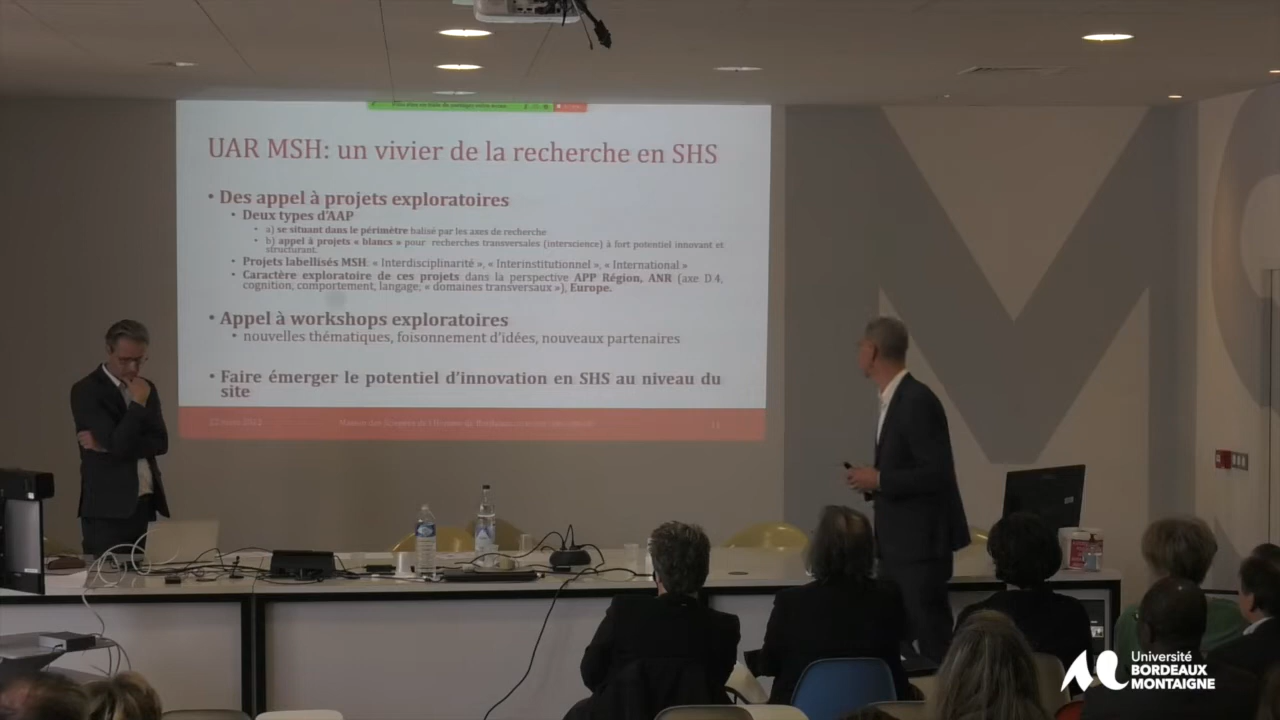 UAR MSH: un vivier de la recherche en SHS
• Des appel à projets exploratoires
• Deux types d'AAP
• a) se situant dans le périmètre balisé par les axes de recherche
• b) appel à projets « blancs » pour recherches transversales (interscience) à fort potentiel innovant et
structurant.
• Projets labellisés MSH: « Interdisciplinarité », « Interinstitutionnel », « International »
• Caractère exploratoire de ces projets dans la perspective APP Région, ANR (axe D.4,
cognition, comportement, langage, « domaines transversaux »), Europe.
• Appel à workshops exploratoires
• nouvelles thématiques, foisonnement d'idées, nouveaux partenaires
• Faire émerger le potentiel d'innovation en SHS au niveau du
site
11
Université
BORDEAUX
MONTAIGNE